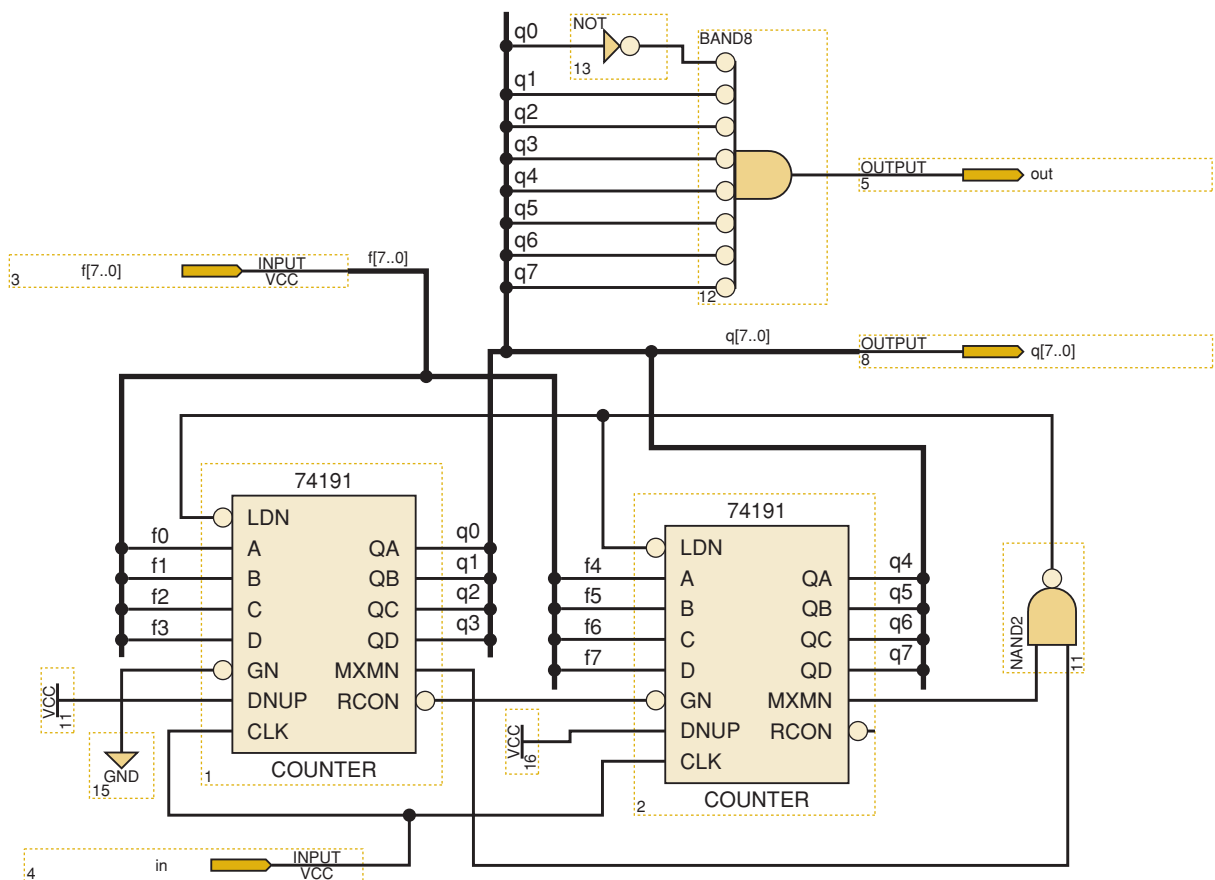 NOT
q0
13
BAND8
q1
q2
q3
q4
q5
q6
q7
12
OUTPUT
5
out
f[7..0]
INPUT
VCC
3
f[7..0]
q[7..0]
OUTPUT
8
q[7..0]
74191
LDN
f0 A QA q0
f1 B QB q1
f2 C QC q2
f3 D QD q3
GN MXMN
DNUP RCON
CLK
COUNTER
1
VCC
11
GND
15
74191
LDN
f4 A QA q4
f5 B QB q5
f6 C QC q6
f7 D QD q7
GN MXMN
DNUP RCON
CLK
COUNTER
2
VCC
16
NAND2
11
in
INPUT
VCC
4